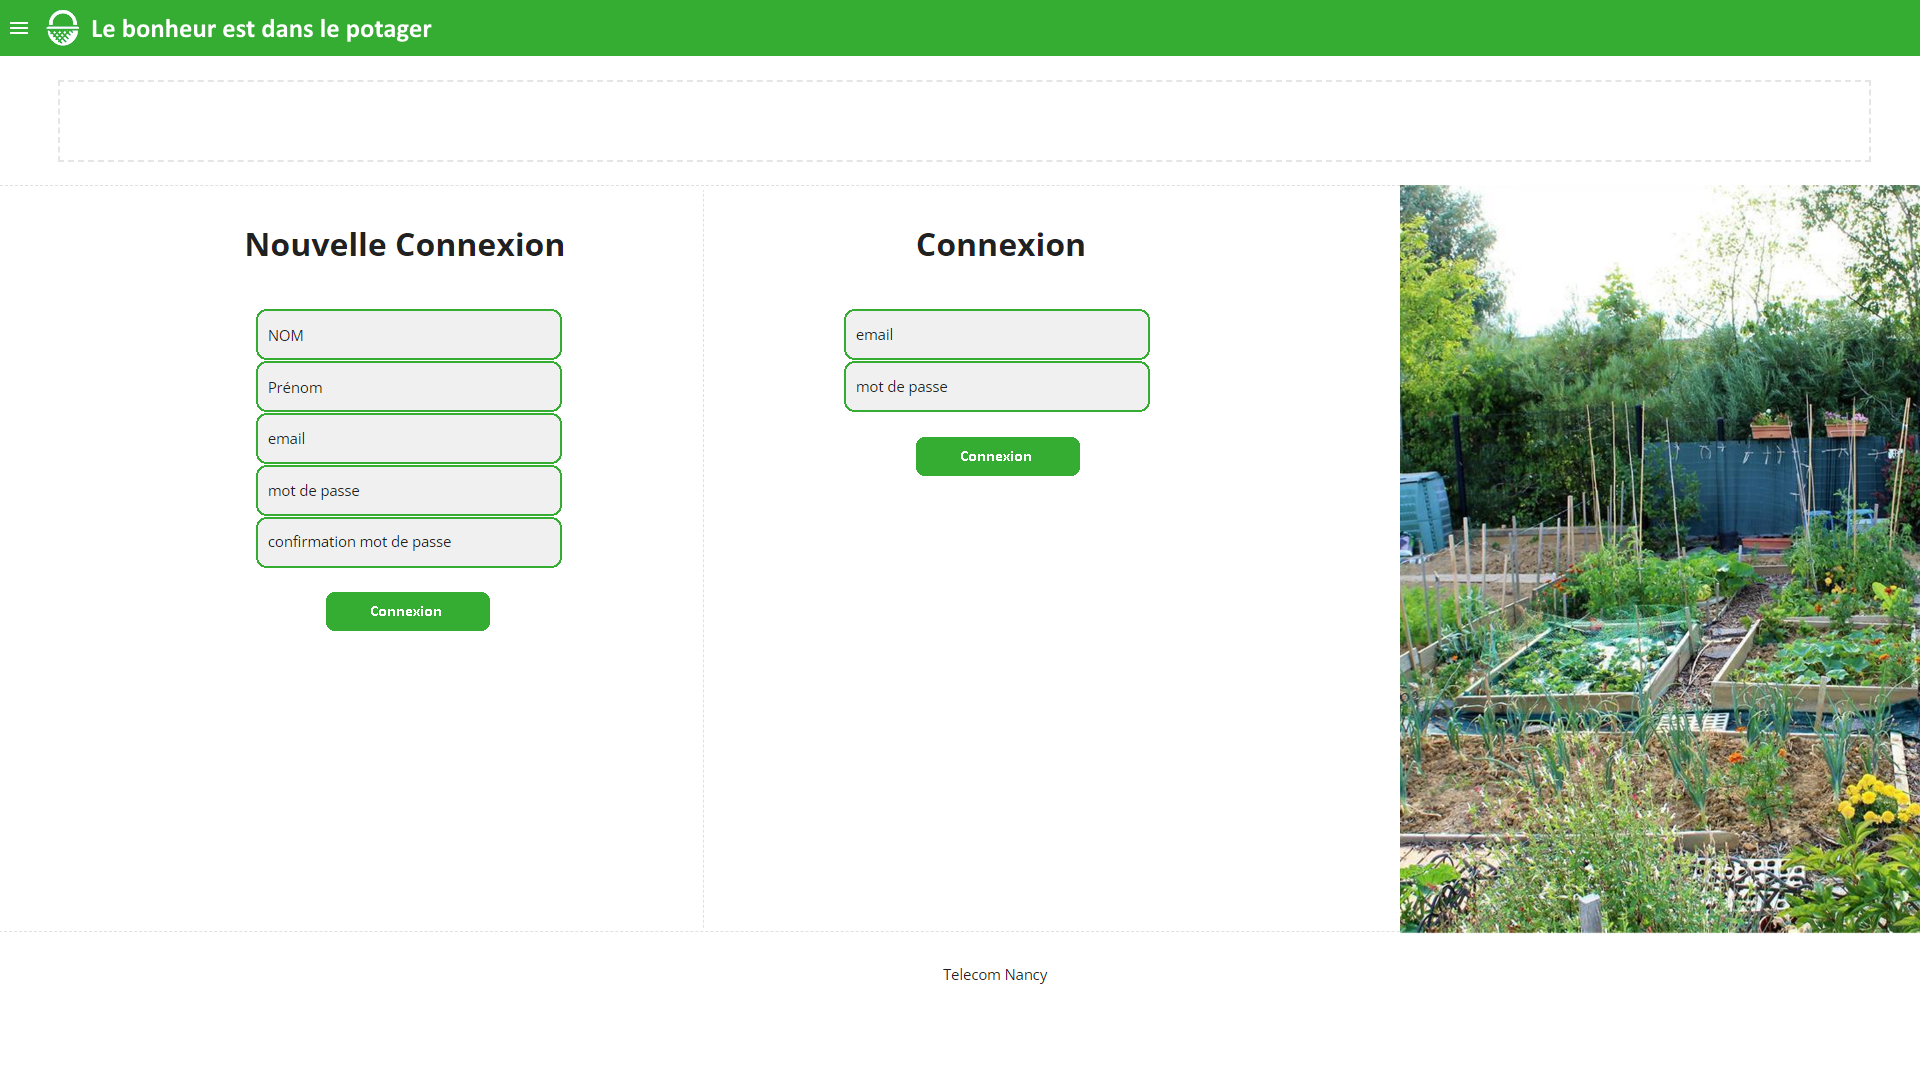 Le bonheur est dans le potager
Nouvelle Connexion
NOM
Prénom
email
mot de passe
confirmation mot de passe
Connexion
Connexion
email
mot de passe
Connexion
Telecom Nancy